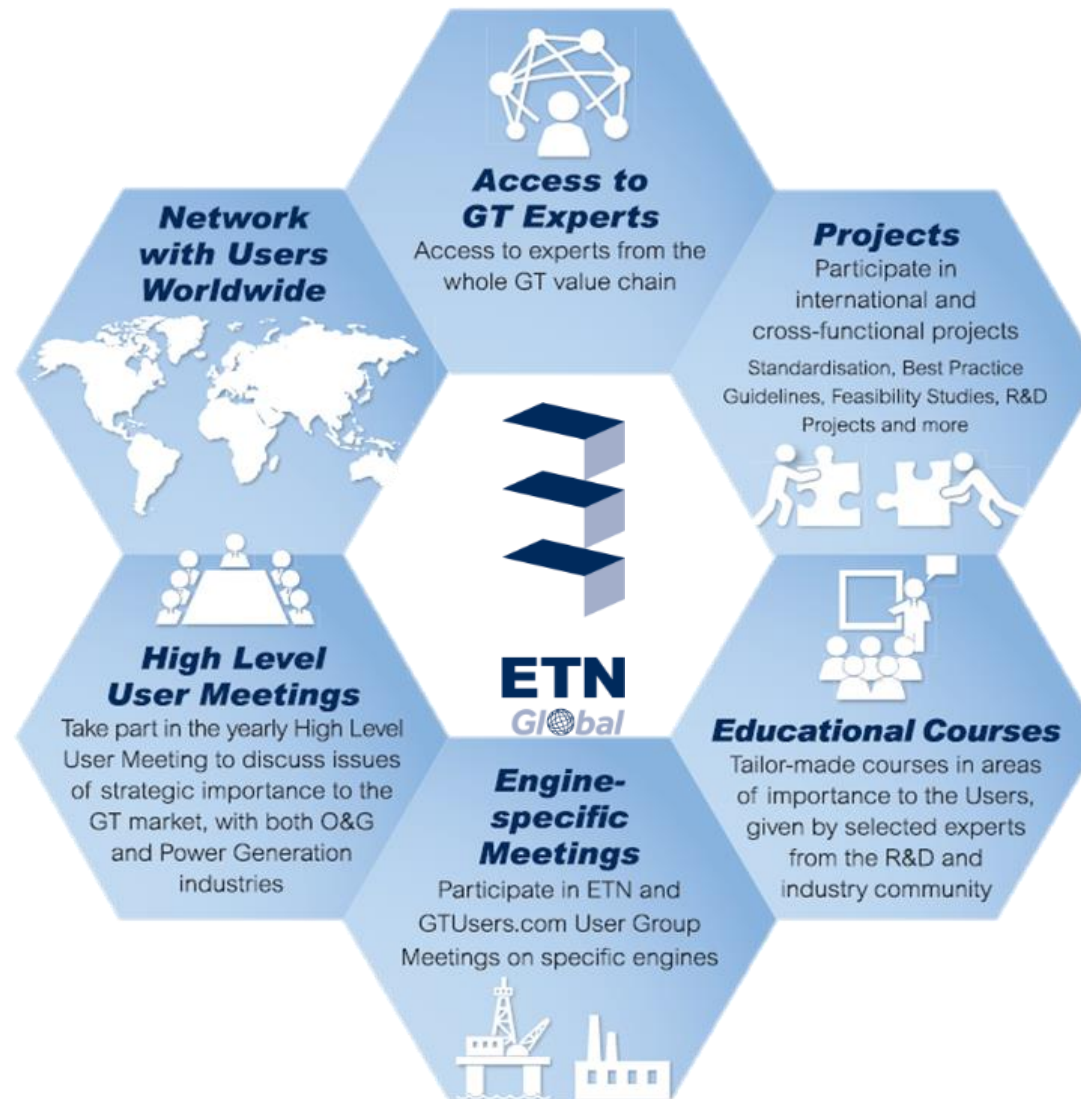 Access to
GT Experts
Access to experts from the
whole GT value chain
Network
with Users
Worldwide
Projects
Participate in
international and
cross-functional projects
Standardisation, Best Practice
Guidelines, Feasibility Studies, R&D
Projects and more
ETN
Global
High Level
User Meetings
Take part in the yearly High Level
User Meeting to discuss issues
of strategic importance to the
GT market, with both O&G
and Power Generation
industries
Educational Courses
Tailor-made courses in areas
of importance to the Users,
given by selected experts
from the R&D and
industry community
Engine-
specific
Meetings
Participate in ETN and
GTUsers.com User Group
Meetings on specific engines